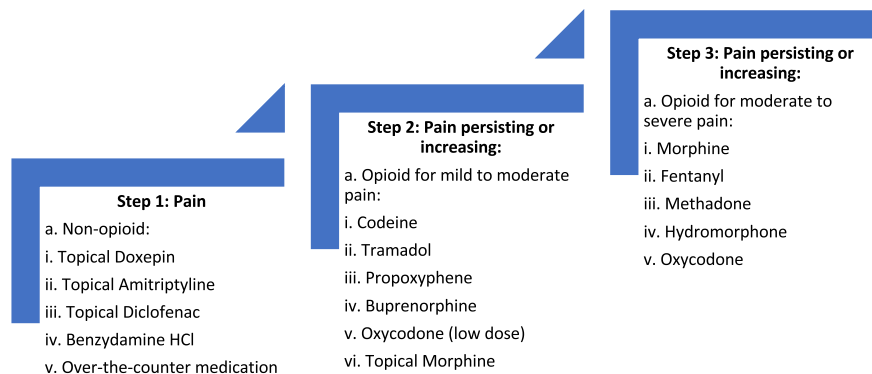 Step 1: Pain
a. Non-opioid:
i. Topical Doxepin
ii. Topical Amitriptyline
iii. Topical Diclofenac
iv. Benzydamine HCl
v. Over-the-counter medication
Step 2: Pain persisting or
increasing:
a. Opioid for mild to moderate
pain:
i. Codeine
ii. Tramadol
iii. Propoxyphene
iv. Buprenorphine
v. Oxycodone (low dose)
vi. Topical Morphine
Step 3: Pain persisting or
increasing:
a. Opioid for moderate to
severe pain:
i. Morphine
ii. Fentanyl
iii. Methadone
iv. Hydromorphone
v. Oxycodone